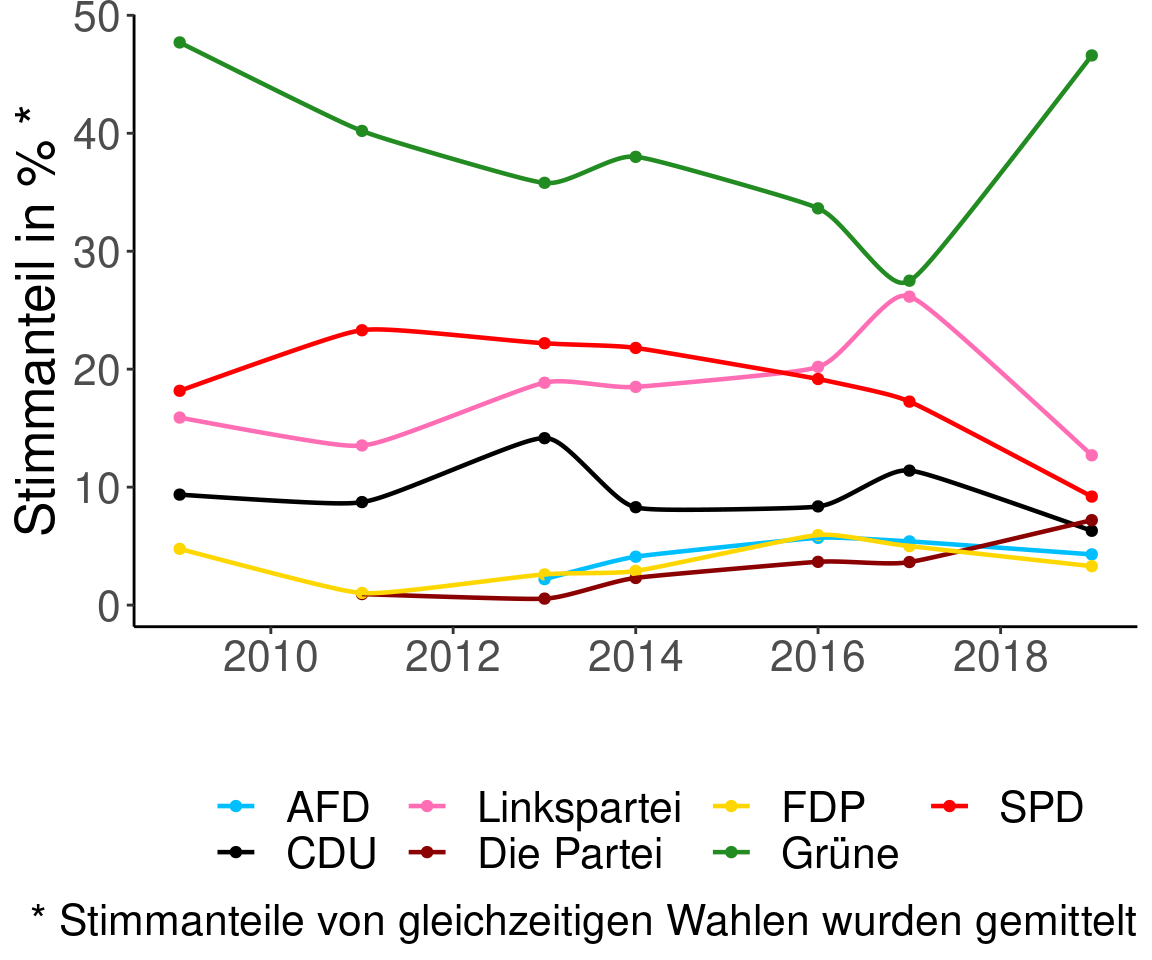 50
40
30
20
10
0
Stimmanteil in % *
2010 2012 2014 2016 2018
AFD Linkspartei FDP SPD
CDU Die Partei Grüne
* Stimmanteile von gleichzeitigen Wahlen wurden gemittelt